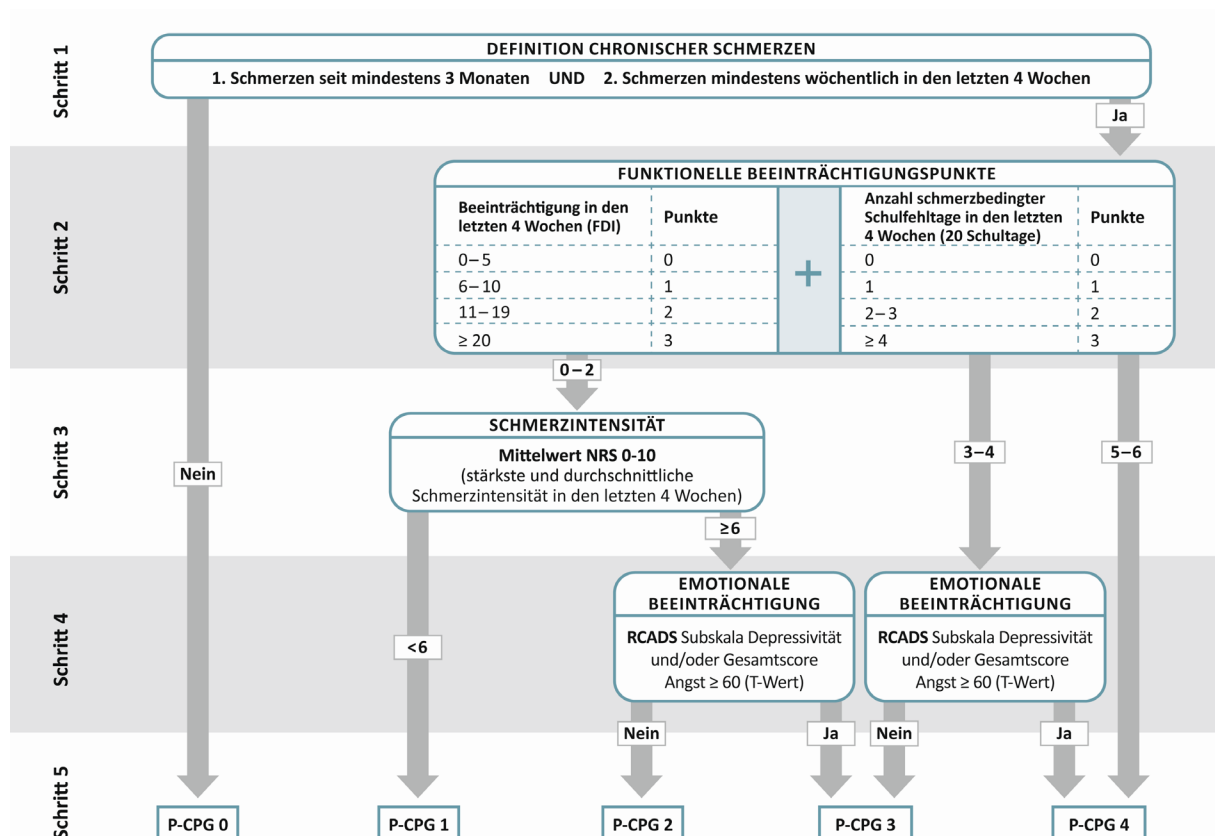 Schritt 1
DEFINITION CHRONISCHER SCHMERZEN
1. Schmerzen seit mindestens 3 Monaten UND 2. Schmerzen mindestens wöchentlich in den letzten 4 Wochen
Ja
Schritt 2
FUNKTIONELLE BEEINTRÄCHTIGUNGSPUNKTE
Beeinträchtigung in den
letzten 4 Wochen (FDI)
Punkte
0–5 0
6–10 1
11–19 2
≥ 20 3
+
Anzahl schmerzbedingter
Schulfehltage in den letzten
4 Wochen (20 Schultage)
Punkte
0 0
1 1
2–3 2
≥ 4 3
0–2
Schritt 3
Nein
SCHMERZINTENSITÄT
Mittelwert NRS 0-10
(stärkste und durchschnittliche
Schmerzintensität in den letzten 4 Wochen)
3–4
5–6
≥6
Schritt 4
<6
EMOTIONALE
BEEINTRÄCHTIGUNG
RCADS Subskala Depressivität
und/oder Gesamtscore
Angst ≥ 60 (T-Wert)
EMOTIONALE
BEEINTRÄCHTIGUNG
RCADS Subskala Depressivität
und/oder Gesamtscore
Angst ≥ 60 (T-Wert)
Nein
Ja
Nein
Ja
Schritt 5
P-CPG 0
P-CPG 1
P-CPG 2
P-CPG 3
P-CPG 4